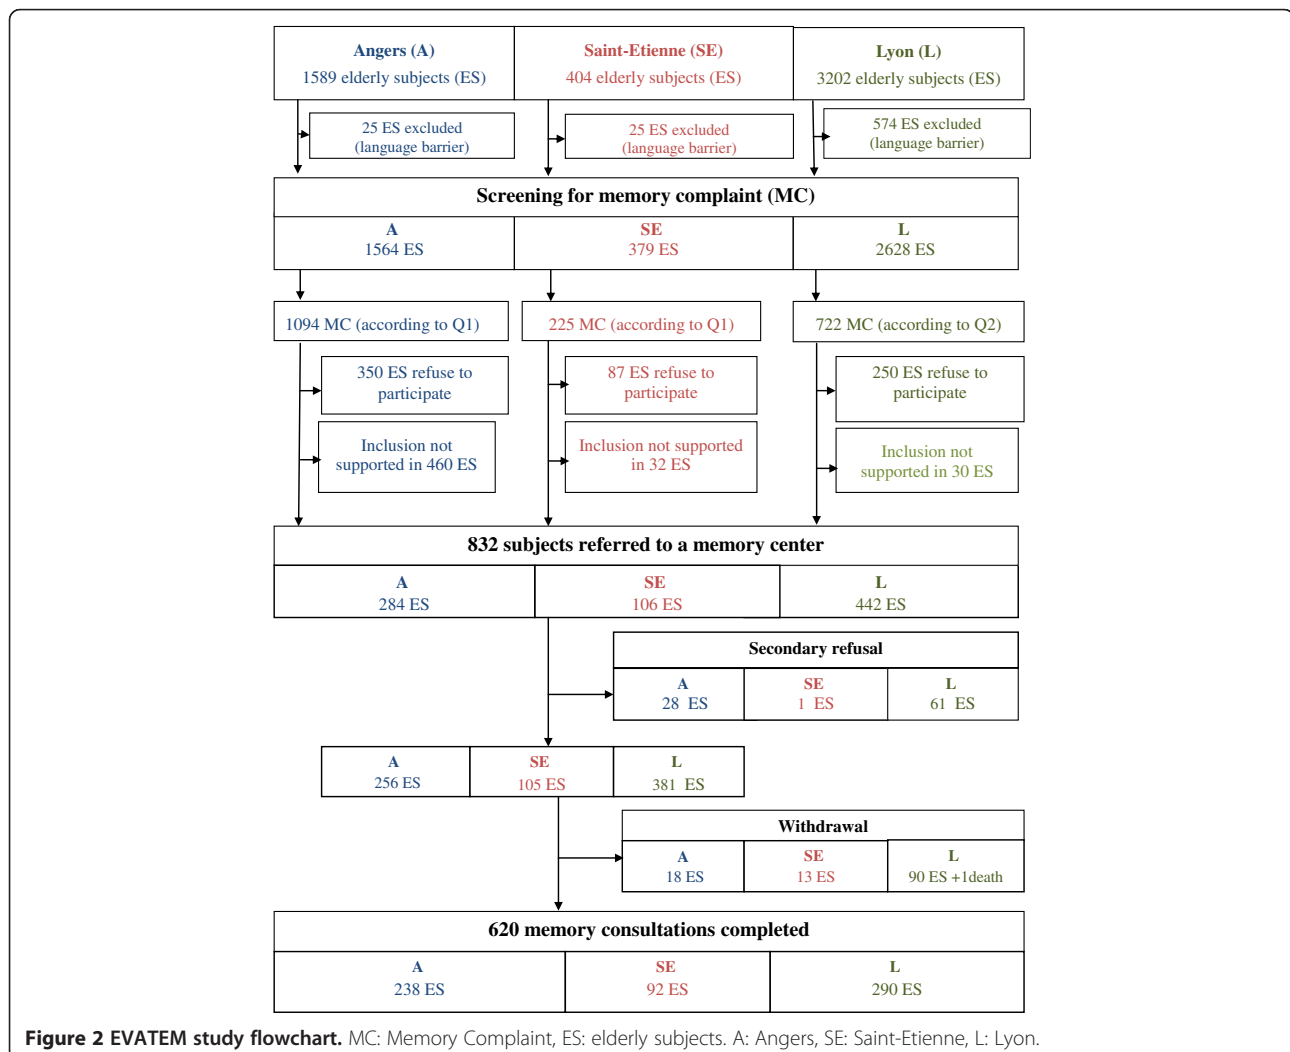 Angers (A)
1589 elderly subjects (ES)
Saint-Etienne (SE)
404 elderly subjects (ES)
Lyon (L)
3202 elderly subjects (ES)
25 ES excluded
(language barrier)
25 ES excluded
(language barrier)
574 ES excluded
(language barrier)
Screening for memory complaint (MC)
A
1564 ES
SE
379 ES
L
2628 ES
1094 MC (according to Q1)
225 MC (according to Q1)
722 MC (according to Q2)
350 ES refuse to
participate
87 ES refuse to
participate
250 ES refuse to
participate
Inclusion not
supported in 460 ES
Inclusion not supported
in 32 ES
Inclusion not
supported in 30 ES
832 subjects referred to a memory center
A
284 ES
SE
106 ES
L
442 ES
Secondary refusal
A
28 ES
SE
1 ES
L
61 ES
A
256 ES
SE
105 ES
L
381 ES
Withdrawal
A
18 ES
SE
13 ES
L
90 ES +1death
620 memory consultations completed
A
238 ES
SE
92 ES
L
290 ES
Figure 2 EVATEM study flowchart. MC: Memory Complaint, ES: elderly subjects. A: Angers, SE: Saint-Etienne, L: Lyon.